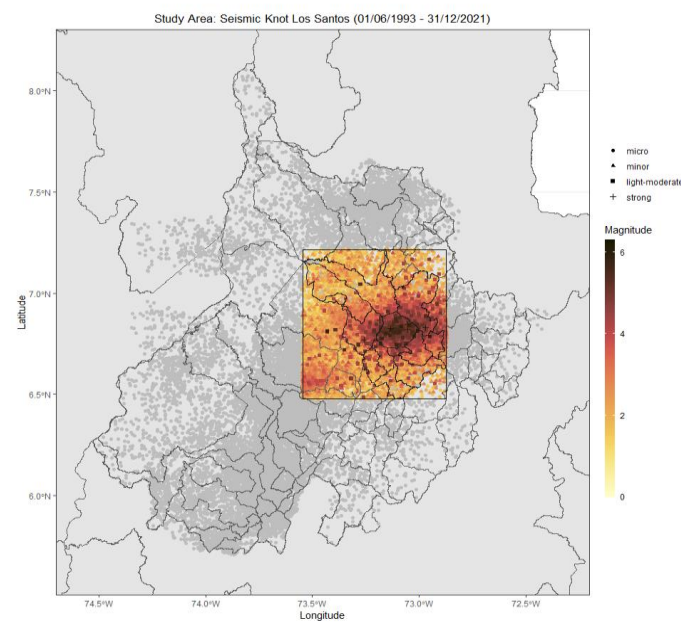 Study Area: Seismic Knot Los Santos (01/06/1993 - 31/12/2021)
8.0°N
7.5°N
7.0°N
6.5°N
6.0°N
Latitude
74.5°W
74.0°W
73.5°W
73.0°W
72.5°W
Longitude
micro
minor
light-moderate
strong
Magnitude
6
4
2
0